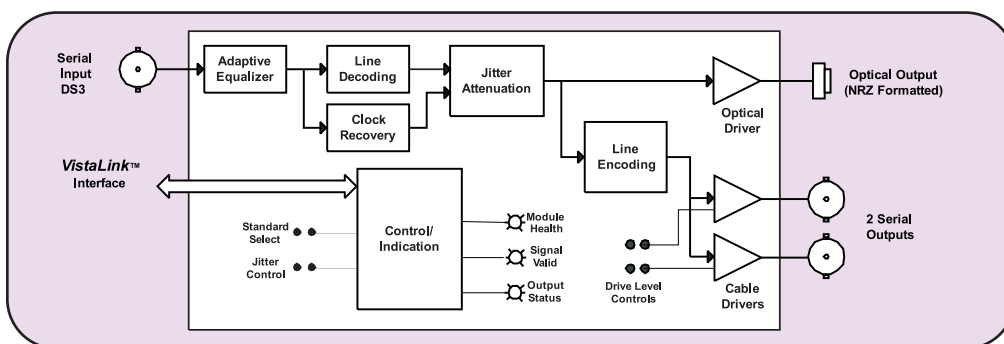 Serial
Input
DS3
Adaptive
Equalizer
Line
Decoding
Clock
Recovery
Jitter
Attenuation
Optical
Driver
Optical Output
(NRZ Formatted)
Line
Encoding
VistaLink™
Interface
Standard
Select
Jitter
Control
Control/
Indication
Module
Health
Signal
Valid
Output
Status
Drive Level
Controls
Cable
Drivers
2 Serial
Outputs